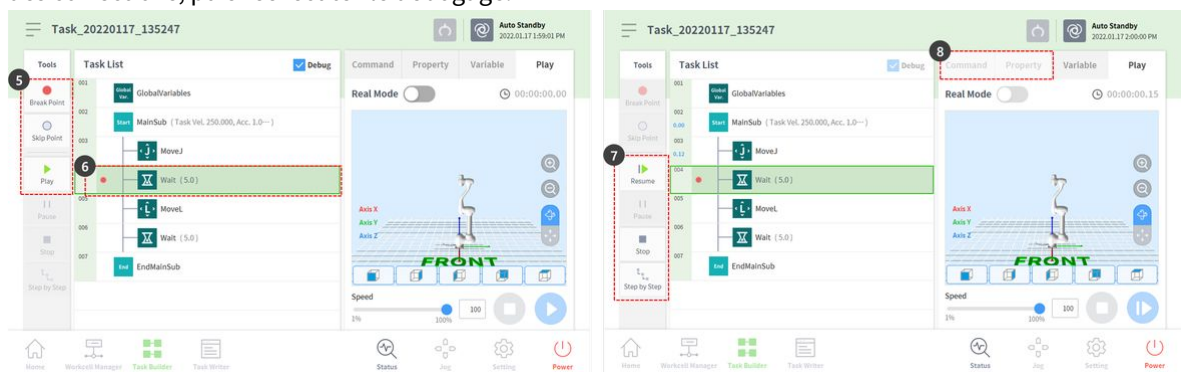 Task_20220117_135247
Auto Standby
2022.01.17 1:59:01 PM
5
Tools
Break Point
Skip Point
Play
Pause
Stop
Step by Step
Task List
Debug
001
GlobalVariables
002
Start
MainSub ( Task Vel. 250.000, Acc. 1.0⋯ )
003
J
MoveJ
6
Wait ( 5.0 )
005
L
MoveL
006
Wait ( 5.0 )
007
End
EndMainSub
Command Property Variable Play
Real Mode
00:00:00.00
Axis X
Axis Y
Axis Z
FRONT
Speed
1%
100%
100
Home Workcell Manager Task Builder Task Writer
Status Jog Setting Power
Task_20220117_135247
Auto Standby
2022.01.17 2:00:00 PM
Tools
Break Point
Skip Point
7
Resume
Pause
Stop
Step by Step
Task List
Debug
001
GlobalVariables
002
0.00
Start
MainSub ( Task Vel. 250.000, Acc. 1.0⋯ )
003
0.12
J
MoveJ
004
Wait ( 5.0 )
005
L
MoveL
006
Wait ( 5.0 )
007
End
EndMainSub
8
Command Property Variable Play
Real Mode
00:00:00.15
Axis X
Axis Y
Axis Z
FRONT
Speed
1%
100%
100
Home Workcell Manager Task Builder Task Writer
Status Jog Setting Power